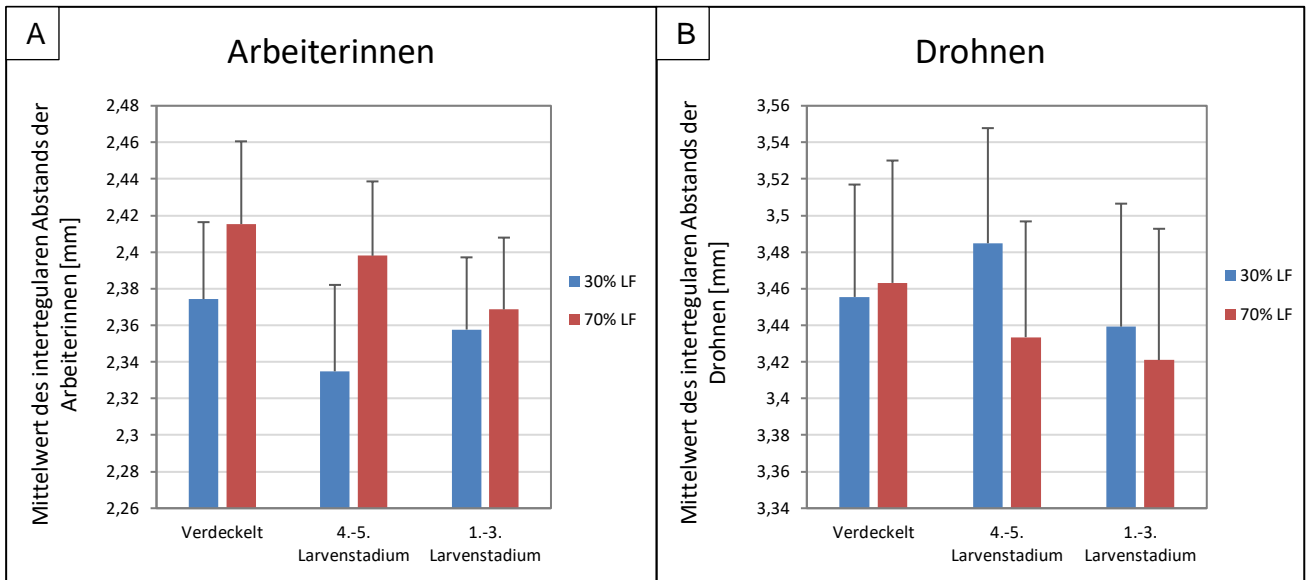 A
Arbeiterinnen
Mittelwert des intertegularen Abstands der
Arbeiterinnen [mm]
2,48
2,46
2,44
2,42
2,4
2,38
2,36
2,34
2,32
2,3
2,28
2,26
Verdeckelt
4.-5.
Larvenstadium
1.-3.
Larvenstadium
30% LF
70% LF
B
Drohnen
Mittelwert des intertegularen Abstands der
Drohnen [mm]
3,56
3,54
3,52
3,5
3,48
3,46
3,44
3,42
3,4
3,38
3,36
3,34
Verdeckelt
4.-5.
Larvenstadium
1.-3.
Larvenstadium
30% LF
70% LF